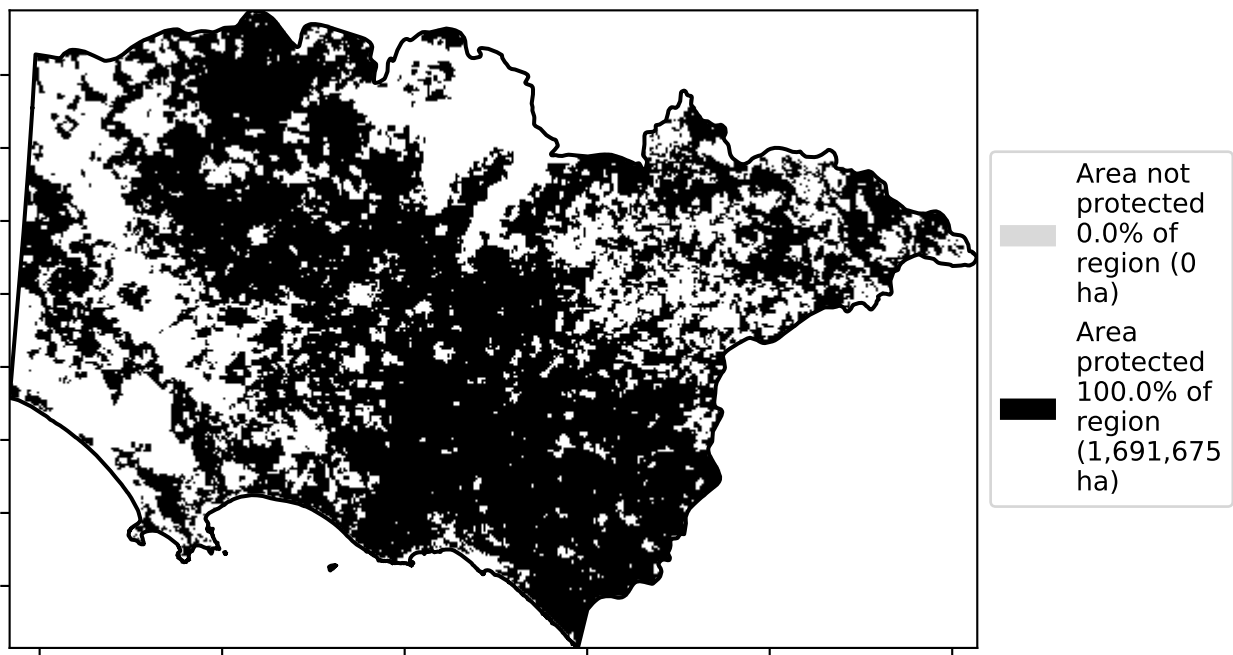 Area not
protected
0.0% of
region (0
ha)
Area
protected
100.0% of
region
(1,691,675
ha)